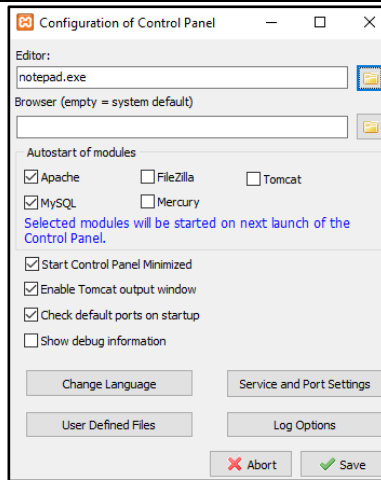 Configuration of Control Panel
Editor:
notepad.exe
Browser (empty = system default)
Autostart of modules
Apache FileZilla Tomcat
MySQL Mercury
Selected modules will be started on next launch of the
Control Panel.
Start Control Panel Minimized
Enable Tomcat output window
Check default ports on startup
Show debug information
Change Language Service and Port Settings
User Defined Files Log Options
Abort Save